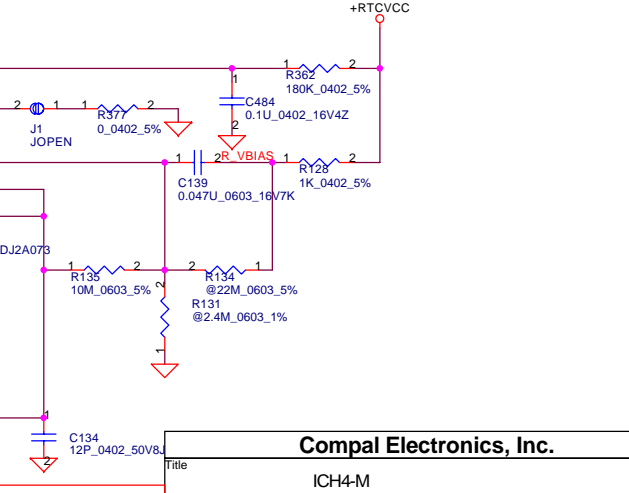 +RTCVCC
1
2
R362
180K_0402_5%
1
C484
0.1U_0402_16V4Z
2
2
1
J1
JOPEN
1
2
R377
0_0402_5%
1
2
C139
0.047U_0603_16V7K
R_VBIAS
1
2
R128
1K_0402_5%
DJ2A073
1
2
R135
10M_0603_5%
2
1
R134
@22M_0603_5%
2
R131
@2.4M_0603_1%
1
1
C134
12P_0402_50V8J
2
Compal Electronics, Inc.
Title
ICH4-M